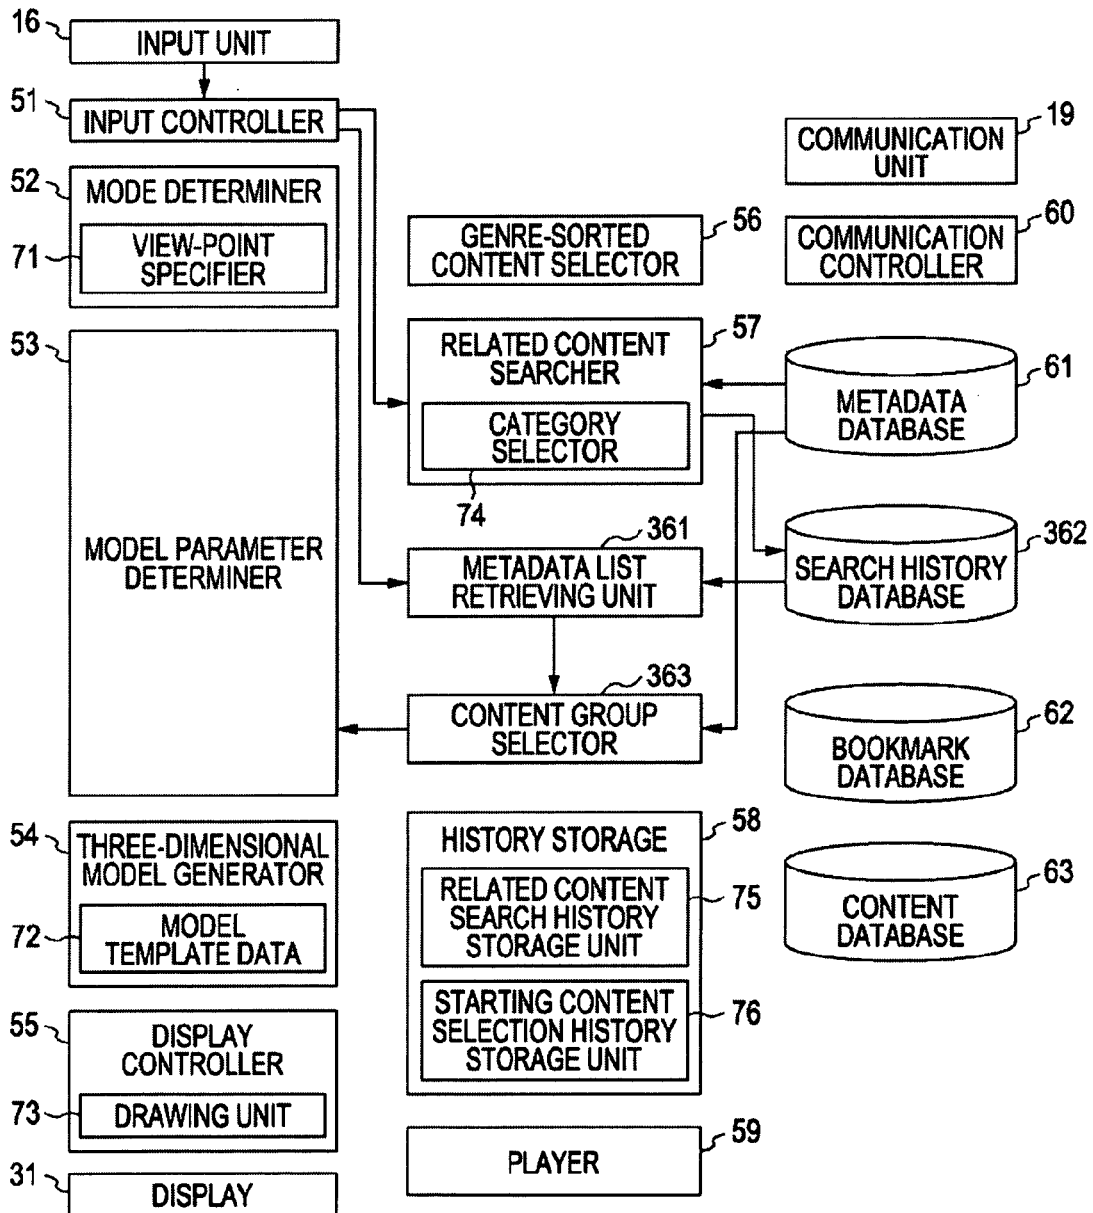 16
INPUT UNIT
51
INPUT CONTROLLER
52
MODE DETERMINER
71
VIEW-POINT
SPECIFIER
53
MODEL PARAMETER
DETERMINER
54
THREE-DIMENSIONAL
MODEL GENERATOR
72
MODEL
TEMPLATE DATA
55
DISPLAY
CONTROLLER
73
DRAWING UNIT
31
DISPLAY
56
GENRE-SORTED
CONTENT SELECTOR
57
RELATED CONTENT
SEARCHER
CATEGORY
SELECTOR
74
361
METADATA LIST
RETRIEVING UNIT
363
CONTENT GROUP
SELECTOR
58
HISTORY STORAGE
RELATED CONTENT
SEARCH HISTORY
STORAGE UNIT
75
STARTING CONTENT
SELECTION HISTORY
STORAGE UNIT
76
59
PLAYER
19
COMMUNICATION
UNIT
60
COMMUNICATION
CONTROLLER
61
METADATA
DATABASE
362
SEARCH HISTORY
DATABASE
62
BOOKMARK
DATABASE
63
CONTENT
DATABASE